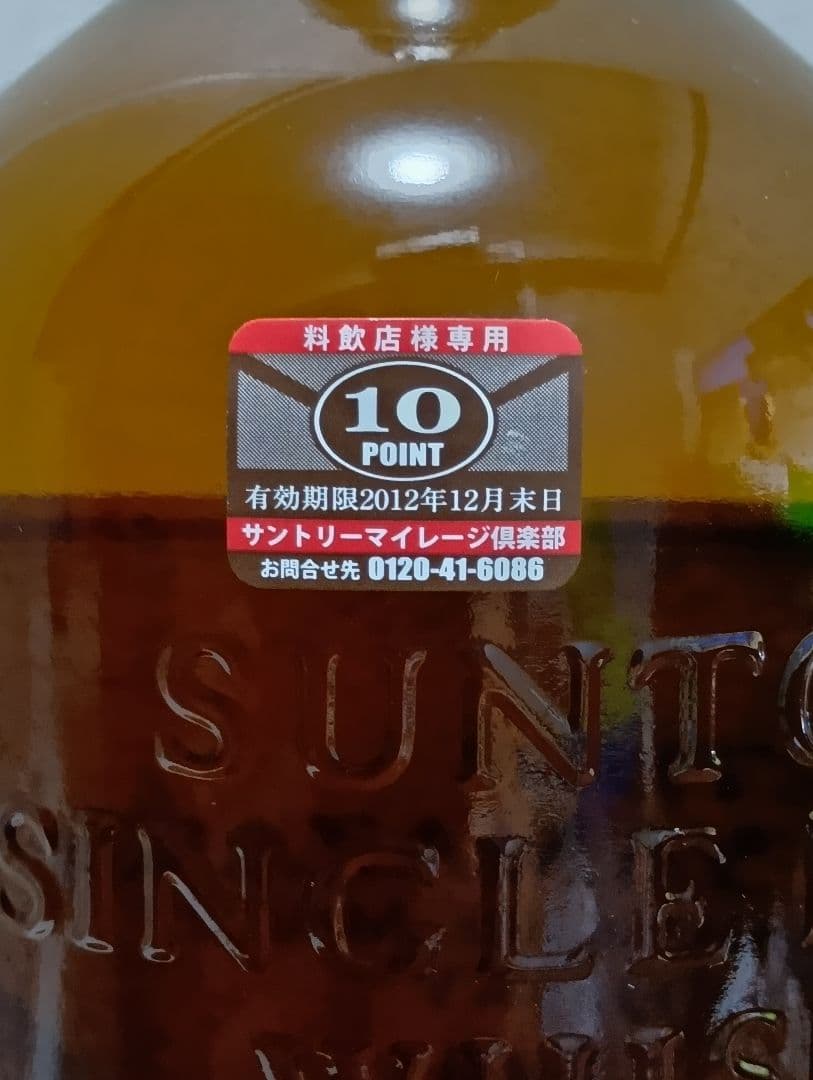 料飲店様専用
10
POINT
有効期限2012年12月末日
サントリーマイレージ倶楽部
お問合せ先 0120-41-6086
SUNTO
SINGLE
WHIS